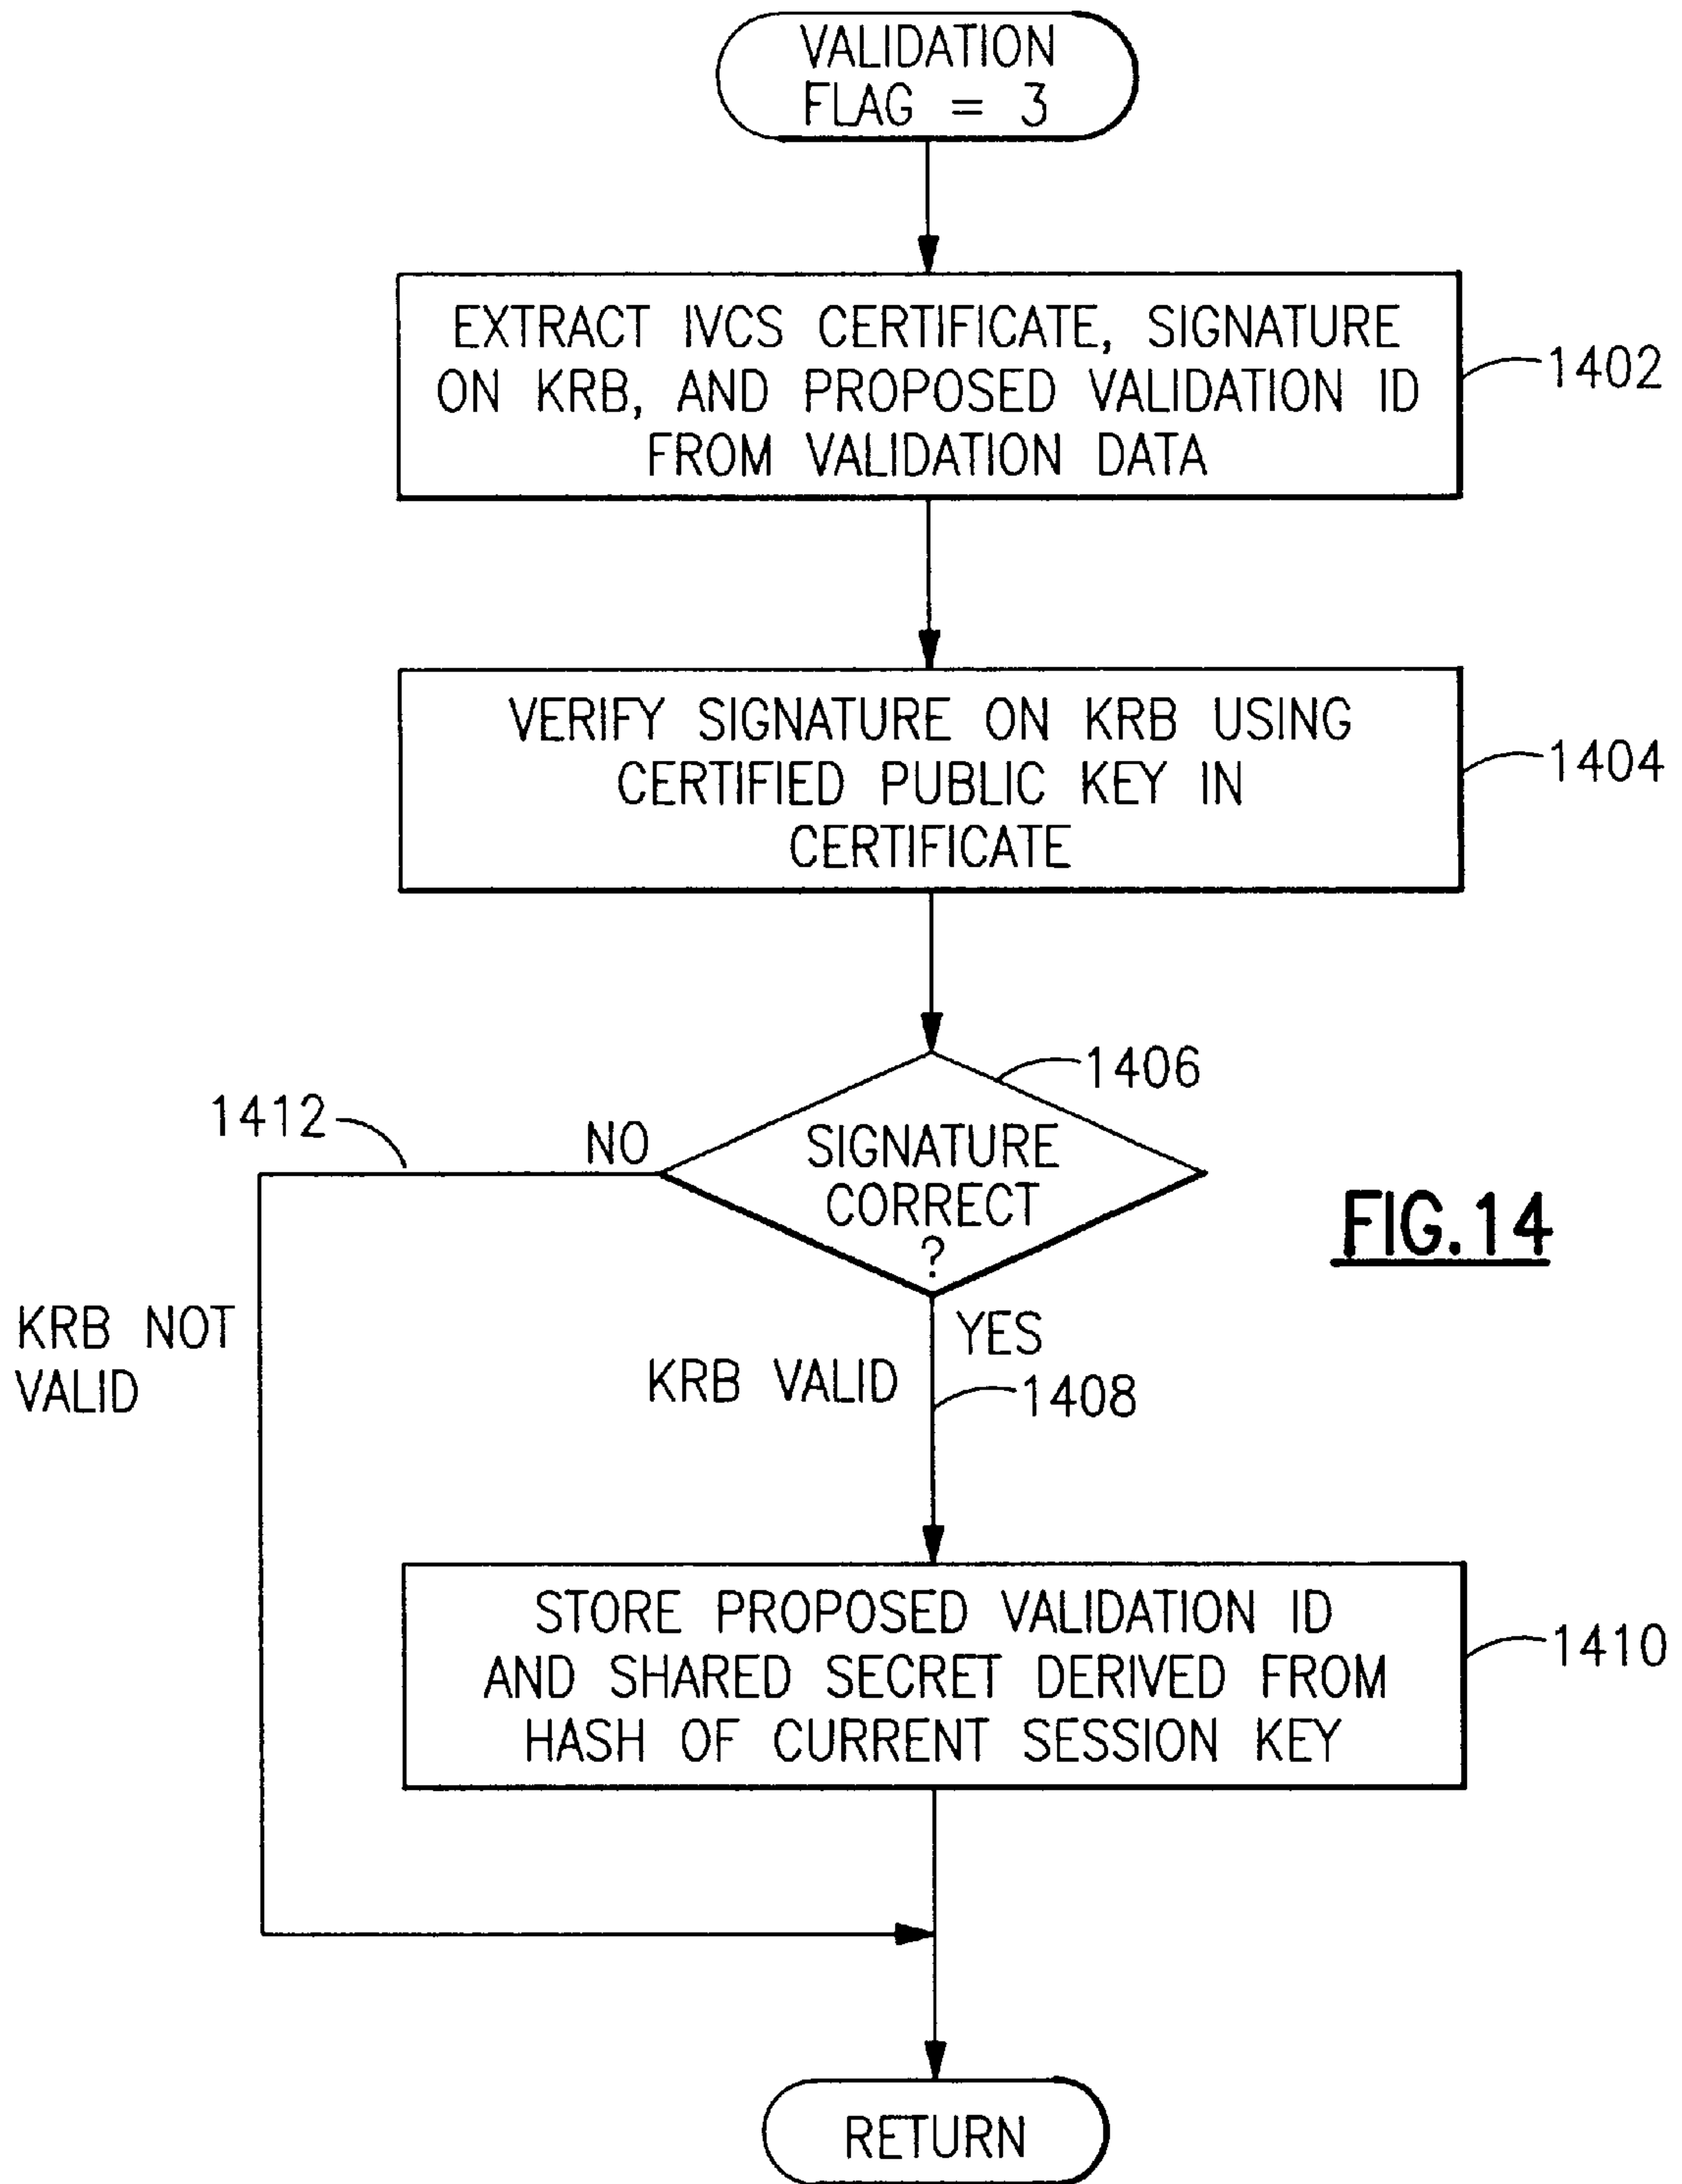 VALIDATION
FLAG = 3
EXTRACT IVCS CERTIFICATE, SIGNATURE
ON KRB, AND PROPOSED VALIDATION ID
FROM VALIDATION DATA
1402
VERIFY SIGNATURE ON KRB USING
CERTIFIED PUBLIC KEY IN
CERTIFICATE
1404
1406
1412
NO
SIGNATURE
CORRECT
?
FIG.14
YES
KRB NOT
VALID
KRB VALID
1408
STORE PROPOSED VALIDATION ID
AND SHARED SECRET DERIVED FROM
HASH OF CURRENT SESSION KEY
1410
RETURN